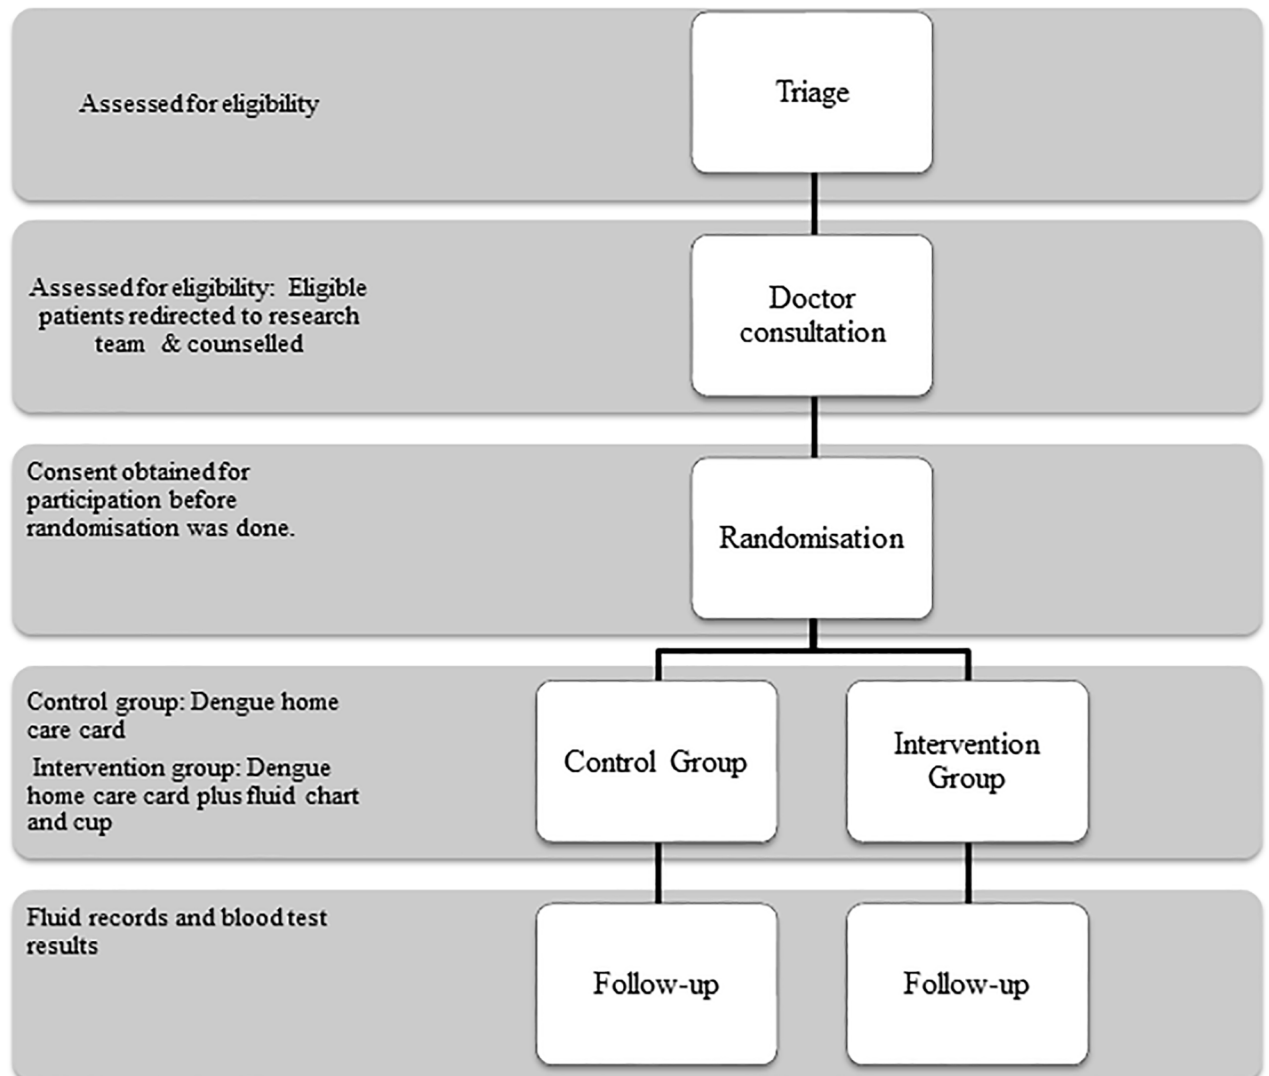 Assessed for eligibility
Triage
Assessed for eligibility: Eligible
patients redirected to research
team & counselled
Doctor
consultation
Consent obtained for
participation before
randomisation was done.
Randomisation
Control group: Dengue home
care card
Intervention group: Dengue
home care card plus fluid chart
and cup
Control Group
Intervention
Group
Fluid records and blood test
results
Follow-up
Follow-up